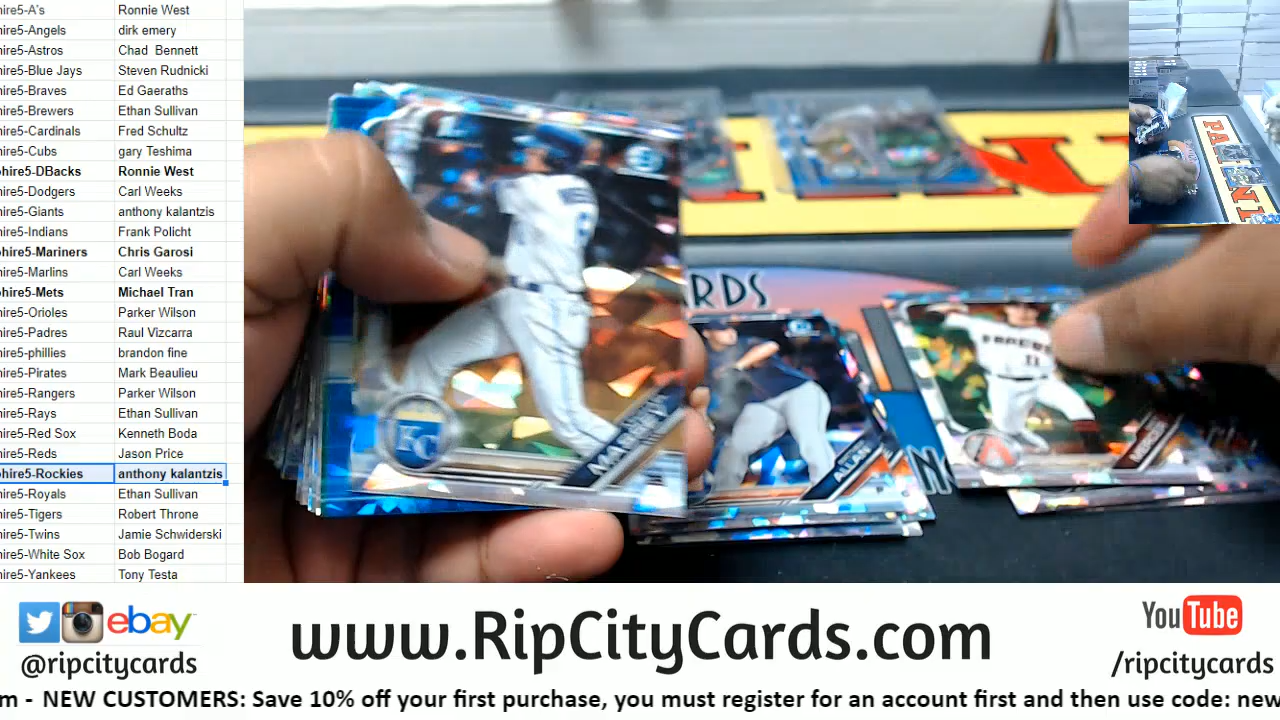 hire5-A's Ronnie West
hire5-Angels dirk emery
hire5-Astros Chad Bennett
hire5-Blue Jays Steven Rudnicki
hire5-Braves Ed Gaeraths
hire5-Brewers Ethan Sullivan
hire5-Cardinals Fred Schultz
hire5-Cubs gary Teshima
hire5-DBacks Ronnie West
hire5-Dodgers Carl Weeks
hire5-Giants anthony kalantzis
hire5-Indians Frank Policht
hire5-Mariners Chris Garosi
hire5-Marlins Carl Weeks
hire5-Mets Michael Tran
hire5-Orioles Parker Wilson
hire5-Padres Raul Vizcarra
hire5-phillies brandon fine
hire5-Pirates Mark Beaulieu
hire5-Rangers Parker Wilson
hire5-Rays Ethan Sullivan
hire5-Red Sox Kenneth Boda
hire5-Reds Jason Price
hire5-Rockies anthony kalantzis
hire5-Royals Ethan Sullivan
hire5-Tigers Robert Throne
hire5-Twins Jamie Schwiderski
hire5-White Sox Bob Bogard
hire5-Yankees Tony Testa
PANINI
RDS
KC
ebay
@ripcitycards
www.RipCityCards.com
YouTube
/ripcitycards
m - NEW CUSTOMERS: Save 10% off your first purchase, you must register for an account first and then use code: new